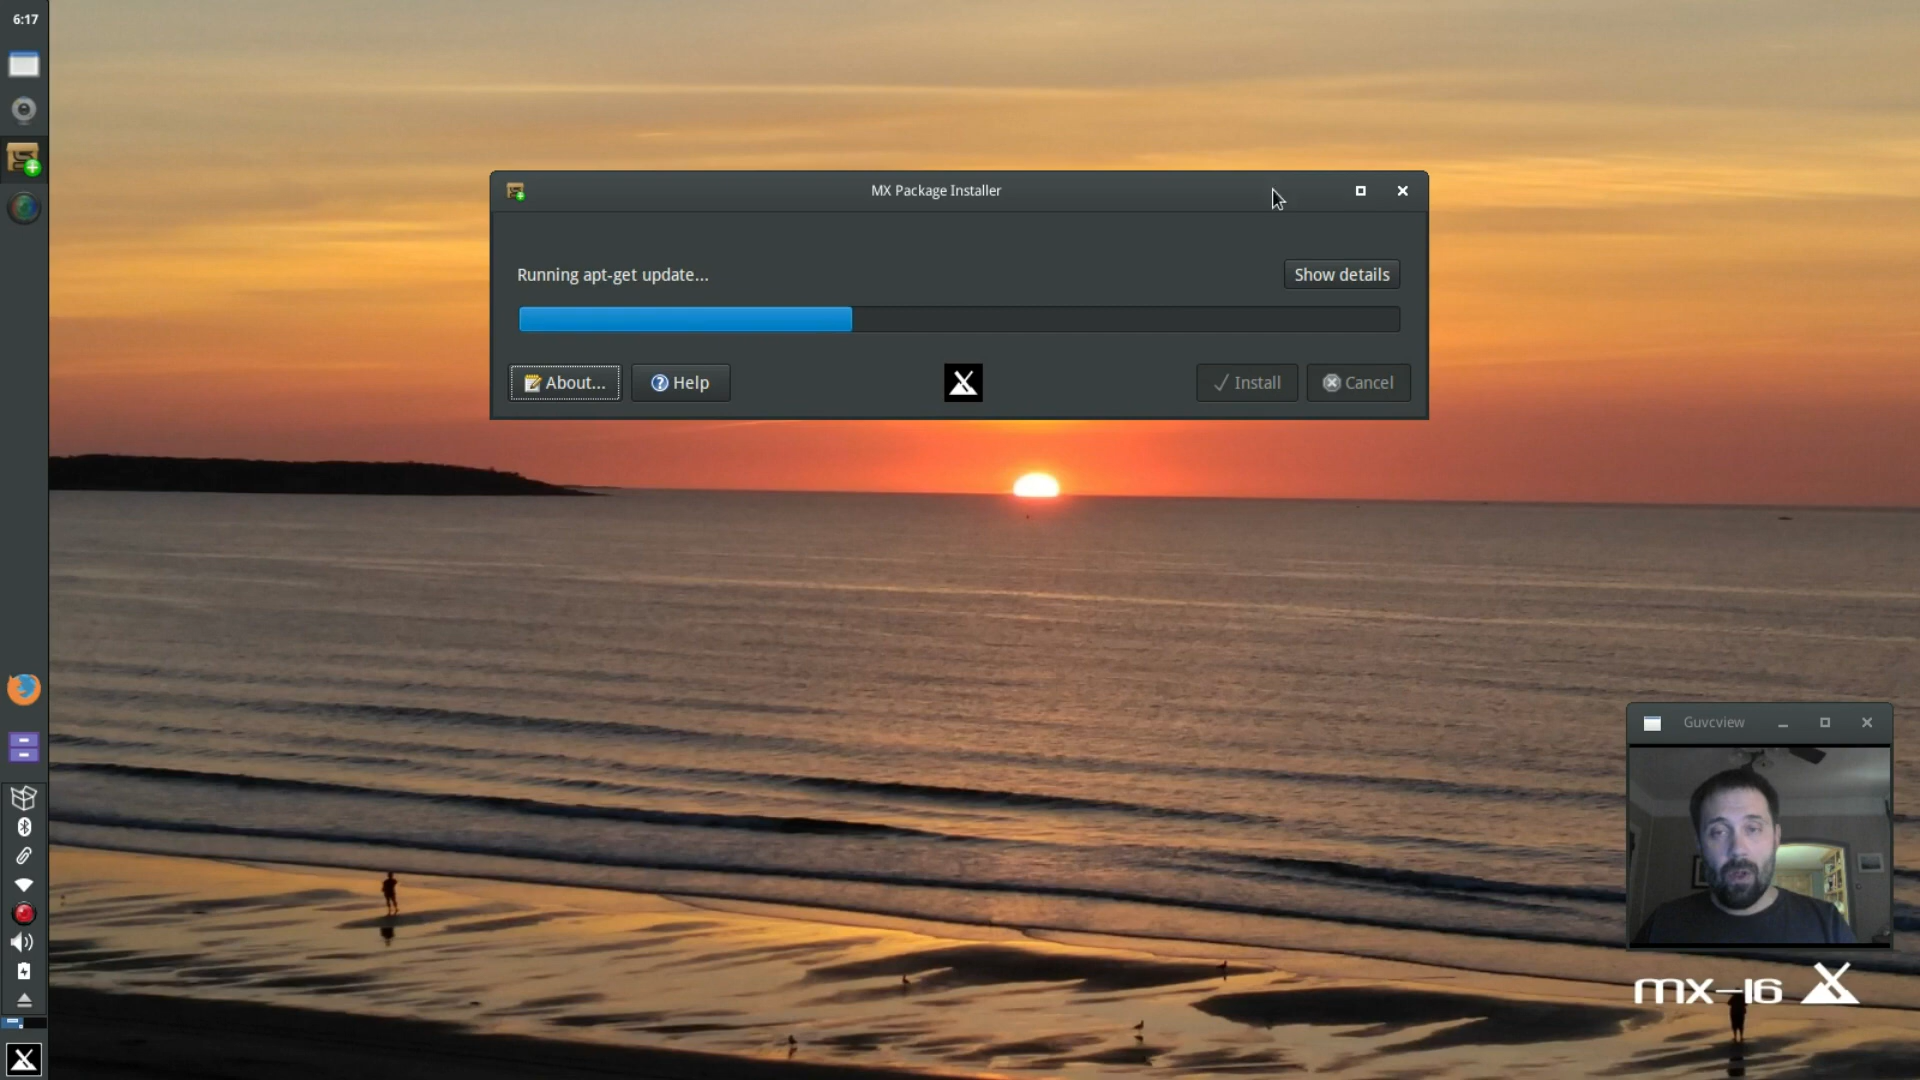 6:17
MX Package Installer
Running apt-get update...
Show details
About...
Help
Install
Cancel
Guvcview
mx-16